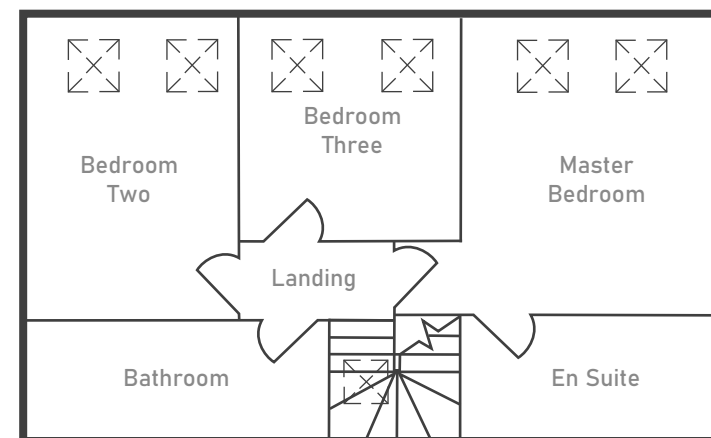 Bedroom
Three
Bedroom
Two
Master
Bedroom
Landing
Bathroom
En Suite